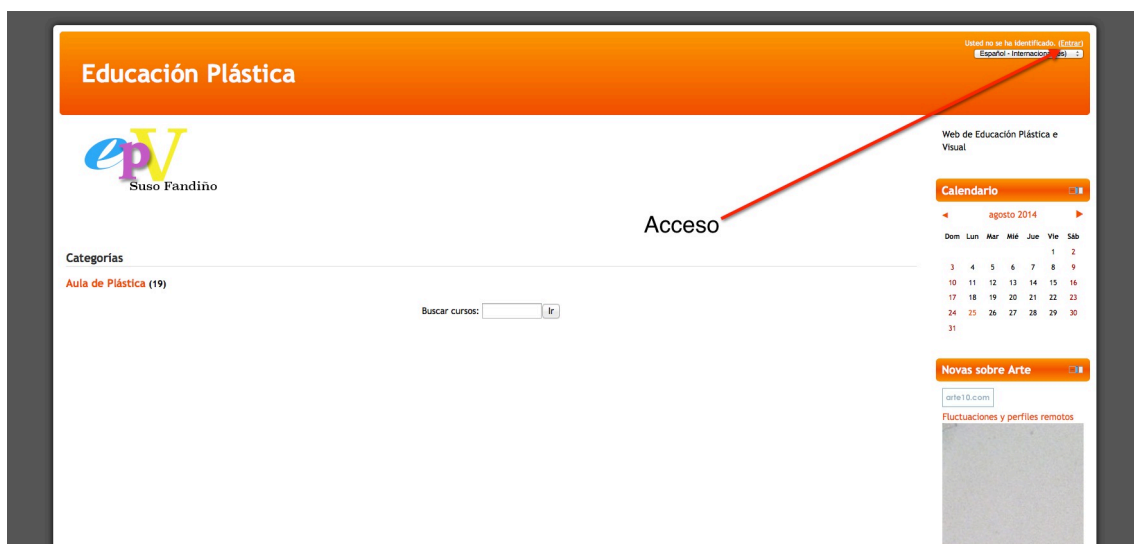 Usted no se ha identificado. (Entrar)
Español - Internacional (es)
Educación Plástica
epV
Suso Fandiño
Web de Educación Plástica e
Visual
Acceso
Categorías
Aula de Plástica (19)
Buscar cursos: Ir
Calendario
agosto 2014
Dom Lun Mar Mié Jue Vie Sáb
1 2
3 4 5 6 7 8 9
10 11 12 13 14 15 16
17 18 19 20 21 22 23
24 25 26 27 28 29 30
31
Novas sobre Arte
arte10.com
Fluctuaciones y perfiles remotos